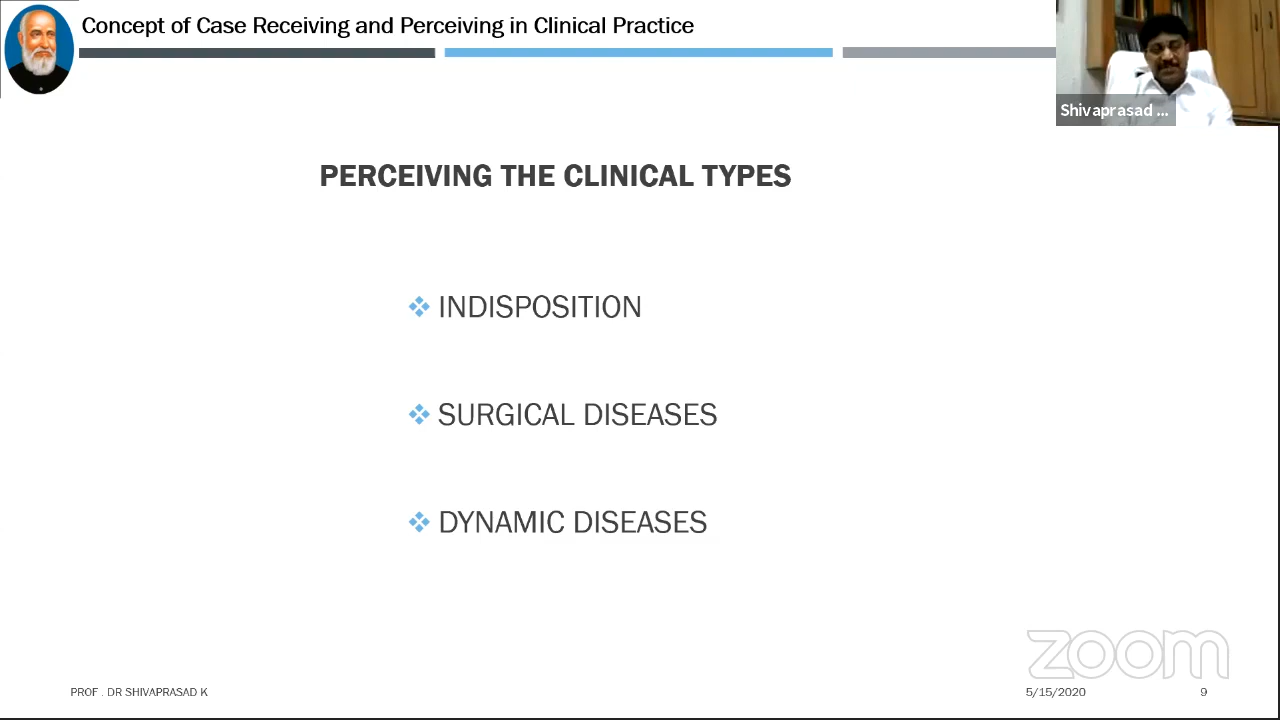 Concept of Case Receiving and Perceiving in Clinical Practice
Shivaprasad ...
PERCEIVING THE CLINICAL TYPES
INDISPOSITION
SURGICAL DISEASES
DYNAMIC DISEASES
zoom
PROF . DR SHIVAPRASAD K
5/15/2020
9